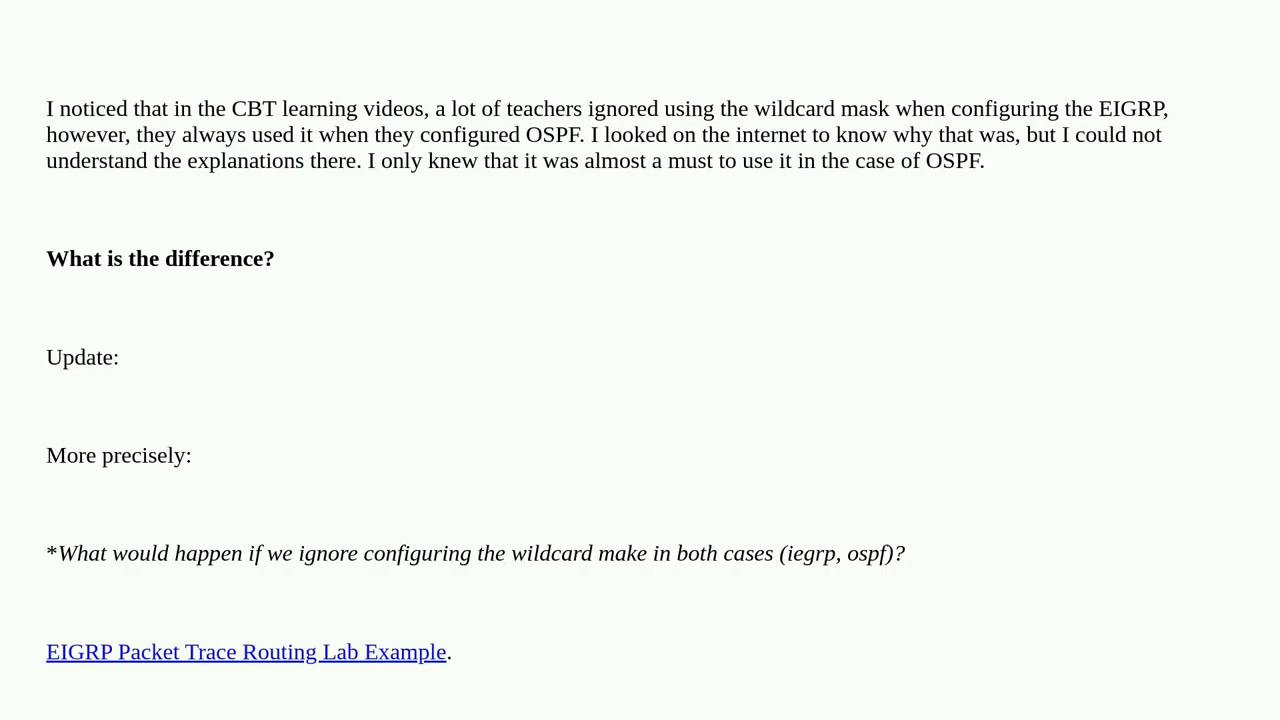 I noticed that in the CBT learning videos, a lot of teachers ignored using the wildcard mask when configuring the EIGRP,
however, they always used it when they configured OSPF. I looked on the internet to know why that was, but I could not
understand the explanations there. I only knew that it was almost a must to use it in the case of OSPF.
What is the difference?
Update:
More precisely:
*What would happen if we ignore configuring the wildcard make in both cases (iegrp, ospf)?
EIGRP Packet Trace Routing Lab Example.